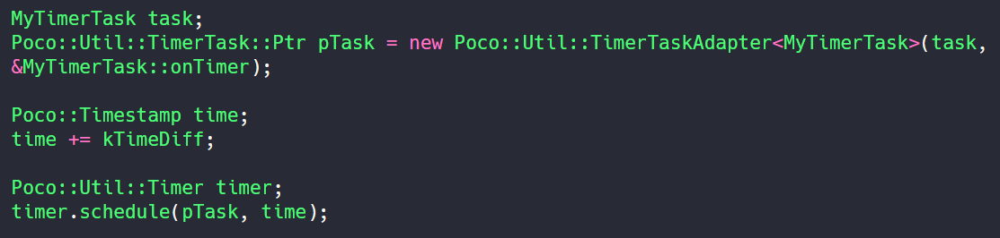 MyTimerTask task;
Poco::Util::TimerTask::Ptr pTask = new Poco::Util::TimerTaskAdapter<MyTimerTask>(task,
&MyTimerTask::onTimer);
Poco::Timestamp time;
time += kTimeDiff;
Poco::Util::Timer timer;
timer.schedule(pTask, time);